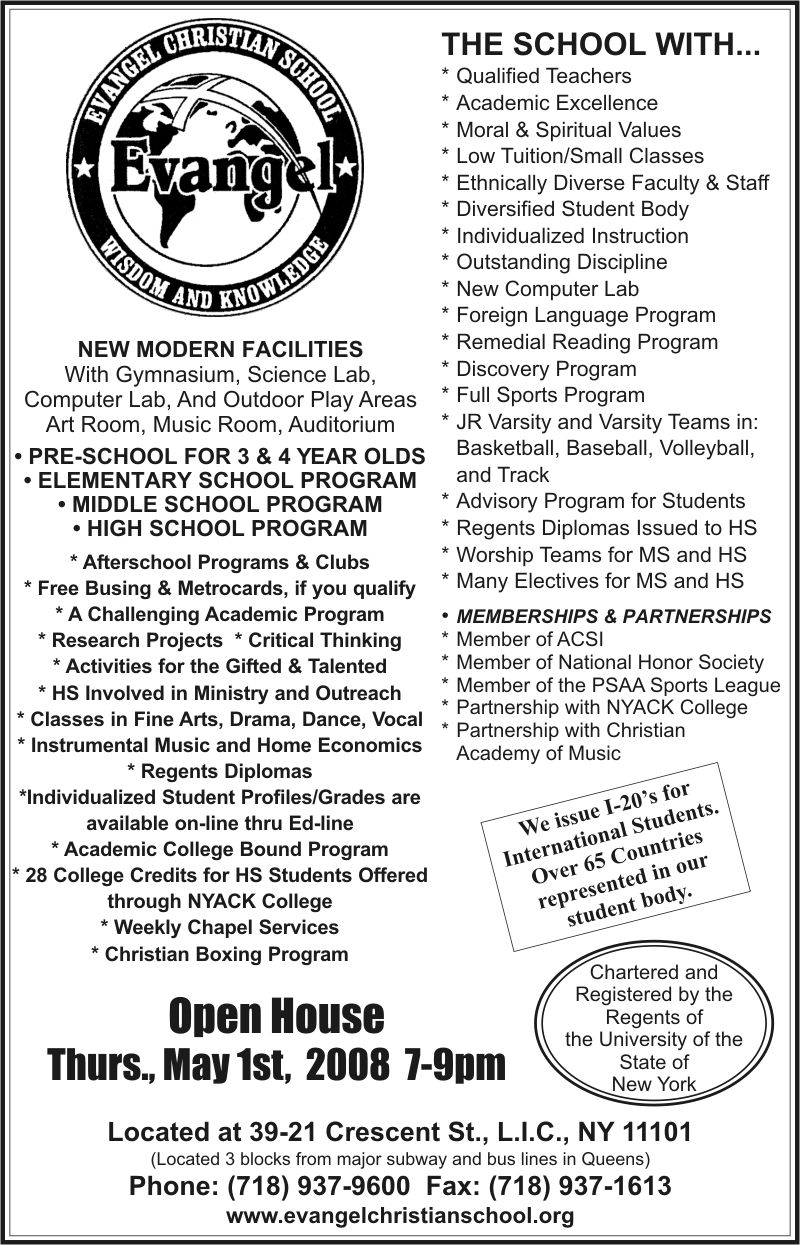 EVANGEL CHRISTIAN SCHOOL
Evangel
WISDOM AND KNOWLEDGE
NEW MODERN FACILITIES
With Gymnasium, Science Lab,
Computer Lab, And Outdoor Play Areas
Art Room, Music Room, Auditorium
• PRE-SCHOOL FOR 3 & 4 YEAR OLDS
• ELEMENTARY SCHOOL PROGRAM
• MIDDLE SCHOOL PROGRAM
• HIGH SCHOOL PROGRAM
* Afterschool Programs & Clubs
* Free Busing & Metrocards, if you qualify
* A Challenging Academic Program
* Research Projects * Critical Thinking
* Activities for the Gifted & Talented
* HS Involved in Ministry and Outreach
* Classes in Fine Arts, Drama, Dance, Vocal
* Instrumental Music and Home Economics
* Regents Diplomas
*Individualized Student Profiles/Grades are
available on-line thru Ed-line
* Academic College Bound Program
* 28 College Credits for HS Students Offered
through NYACK College
* Weekly Chapel Services
* Christian Boxing Program
THE SCHOOL WITH...
* Qualified Teachers
* Academic Excellence
* Moral & Spiritual Values
* Low Tuition/Small Classes
* Ethnically Diverse Faculty & Staff
* Diversified Student Body
* Individualized Instruction
* Outstanding Discipline
* New Computer Lab
* Foreign Language Program
* Remedial Reading Program
* Discovery Program
* Full Sports Program
* JR Varsity and Varsity Teams in:
Basketball, Baseball, Volleyball,
and Track
* Advisory Program for Students
* Regents Diplomas Issued to HS
* Worship Teams for MS and HS
* Many Electives for MS and HS
• MEMBERSHIPS & PARTNERSHIPS
* Member of ACSI
* Member of National Honor Society
* Member of the PSAA Sports League
* Partnership with NYACK College
* Partnership with Christian
Academy of Music
We issue I-20's for
International Students.
Over 65 Countries
represented in our
student body.
Chartered and
Registered by the
Regents of
the University of the
State of
New York
Open House
Thurs., May 1st, 2008 7-9pm
Located at 39-21 Crescent St., L.I.C., NY 11101
(Located 3 blocks from major subway and bus lines in Queens)
Phone: (718) 937-9600 Fax: (718) 937-1613
www.evangelchristianschool.org